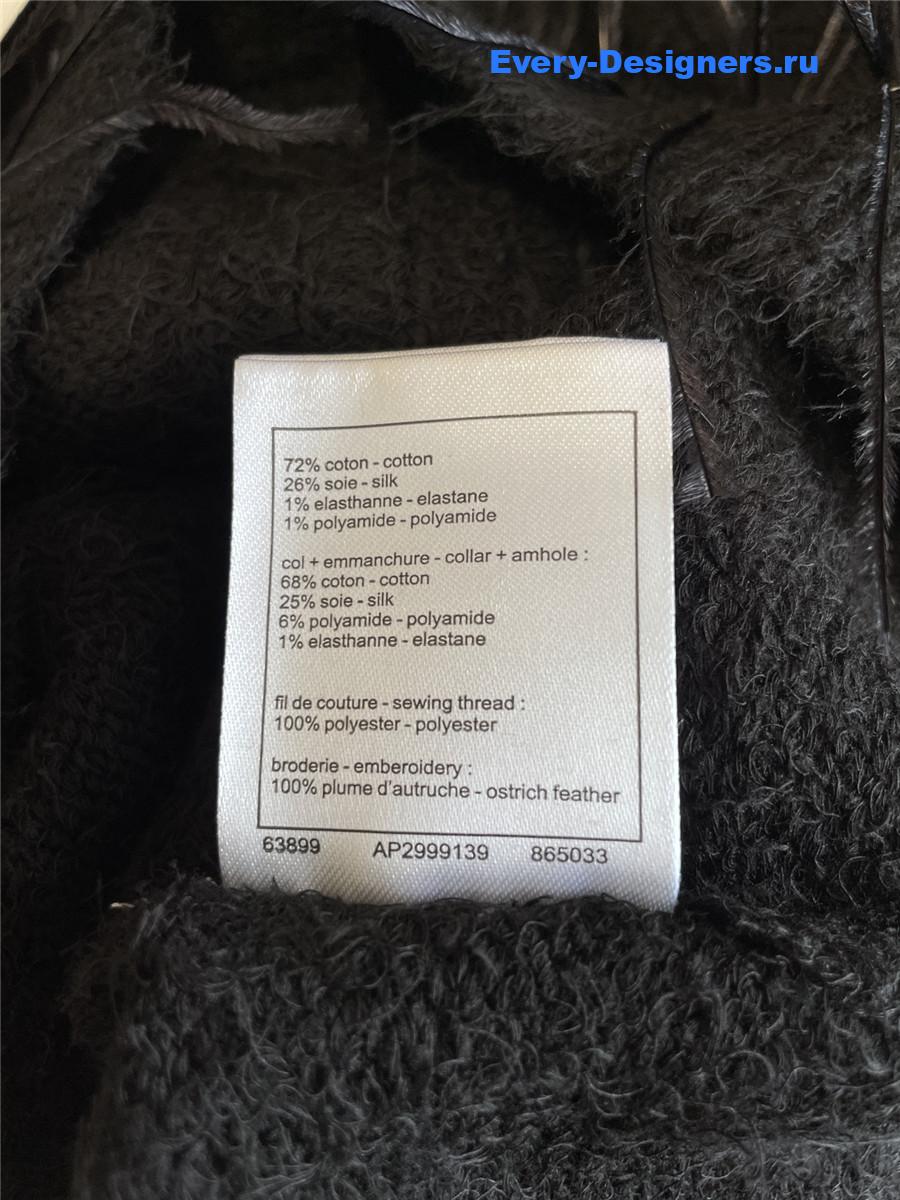 Every-Designers.ru
72% coton - cotton
26% soie - silk
1% elasthanne - elastane
1% polyamide - polyamide
col + emmanchure - collar + amhole :
68% coton - cotton
25% soie - silk
6% polyamide - polyamide
1% elasthanne - elastane
fil de couture - sewing thread :
100% polyester - polyester
broderie - emberoidery :
100% plume d'autruche - ostrich feather
63899 AP2999139 865033